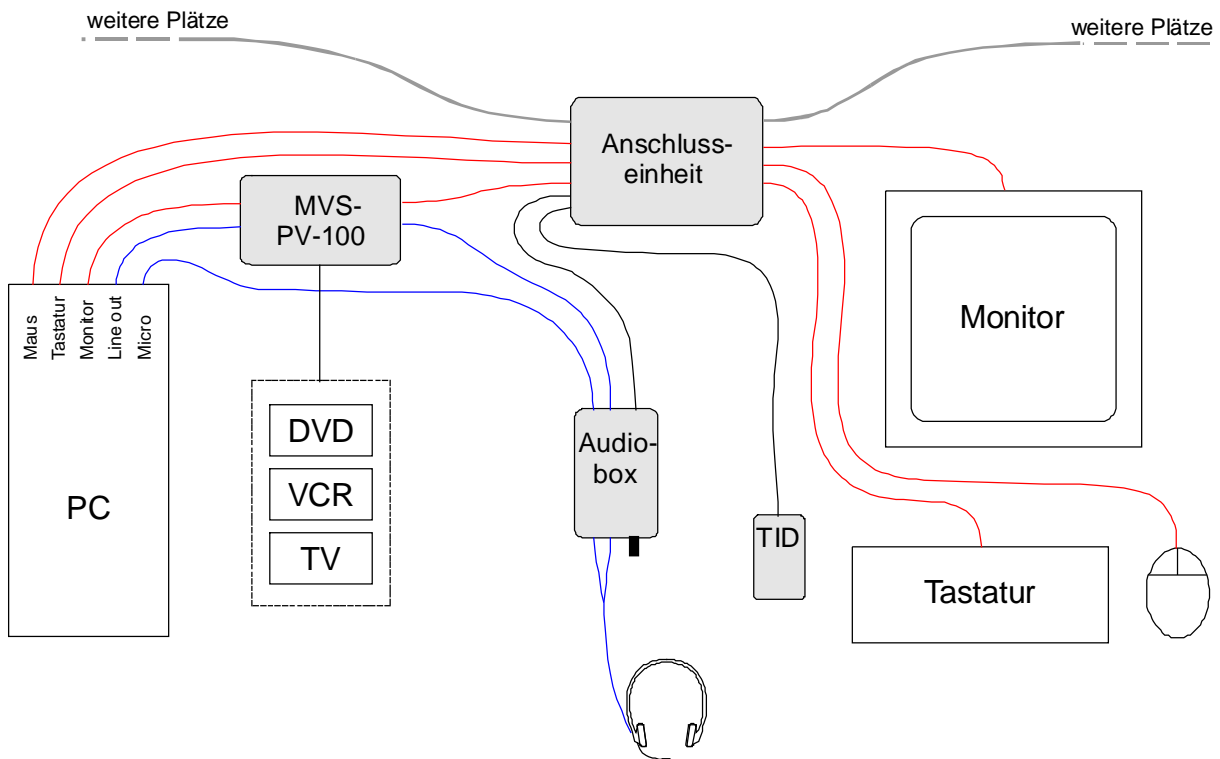 weitere Plätze
weitere Plätze
Anschluss-
einheit
MVS-
PV-100
Maus
Tastatur
Monitor
Line out
Micro
PC
DVD
VCR
TV
Audio-
box
TID
Monitor
Tastatur